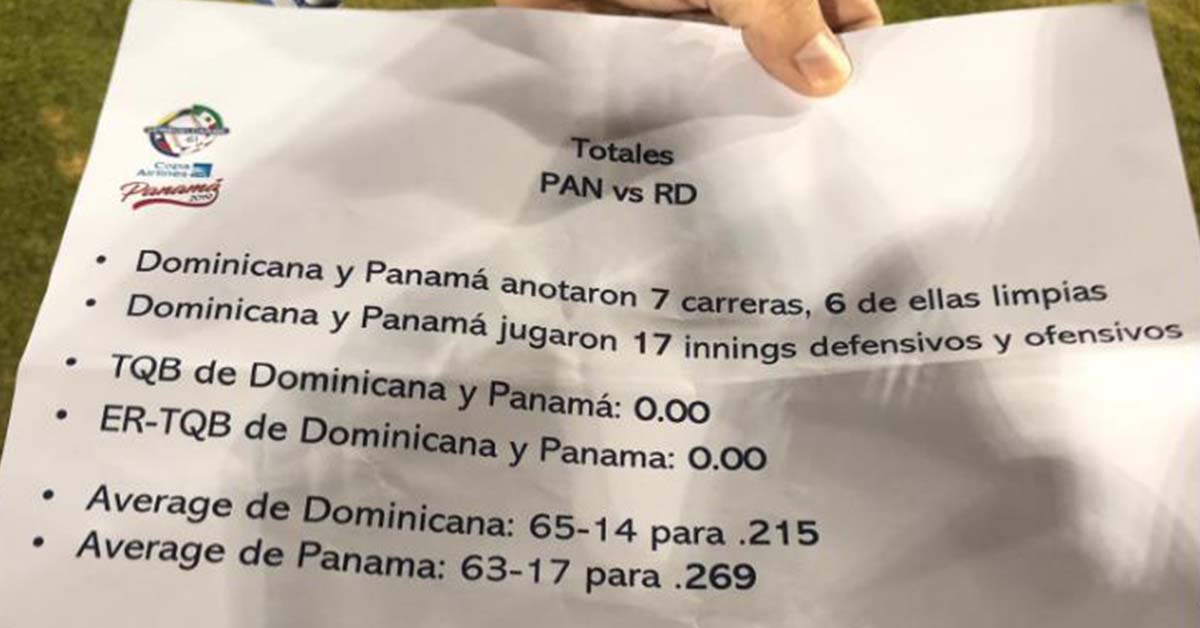 Copa
Airlines
Panamá
2019
Totales
PAN vs RD
• Dominicana y Panamá anotaron 7 carreras, 6 de ellas limpias
• Dominicana y Panamá jugaron 17 innings defensivos y ofensivos
• TQB de Dominicana y Panamá: 0.00
• ER-TQB de Dominicana y Panama: 0.00
• Average de Dominicana: 65-14 para .215
• Average de Panama: 63-17 para .269